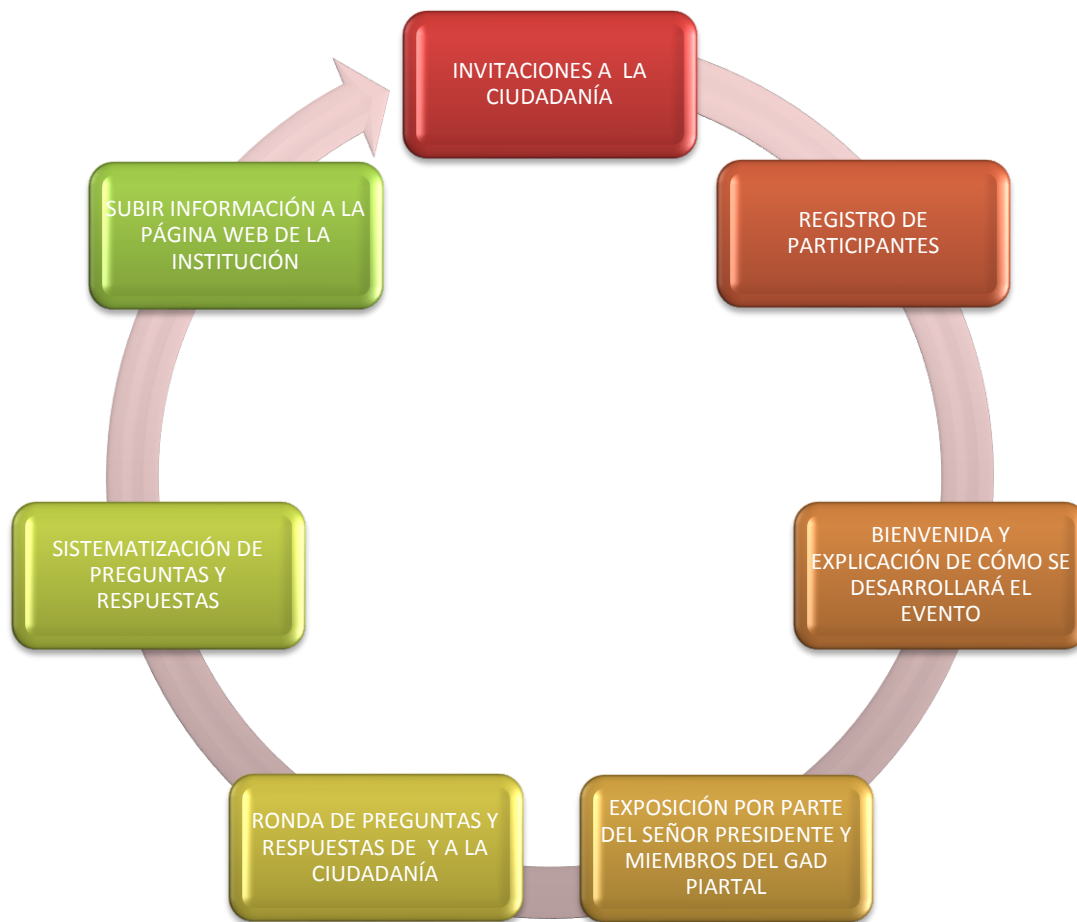 INVITACIONES A LA
CIUDADANÍA
REGISTRO DE
PARTICIPANTES
BIENVENIDA Y
EXPLICACIÓN DE CÓMO SE
DESARROLLARÁ EL
EVENTO
EXPOSICIÓN POR PARTE
DEL SEÑOR PRESIDENTE Y
MIEMBROS DEL GAD
PIARTAL
RONDA DE PREGUNTAS Y
RESPUESTAS DE Y A LA
CIUDADANÍA
SISTEMATIZACIÓN DE
PREGUNTAS Y
RESPUESTAS
SUBIR INFORMACIÓN A LA
PÁGINA WEB DE LA
INSTITUCIÓN